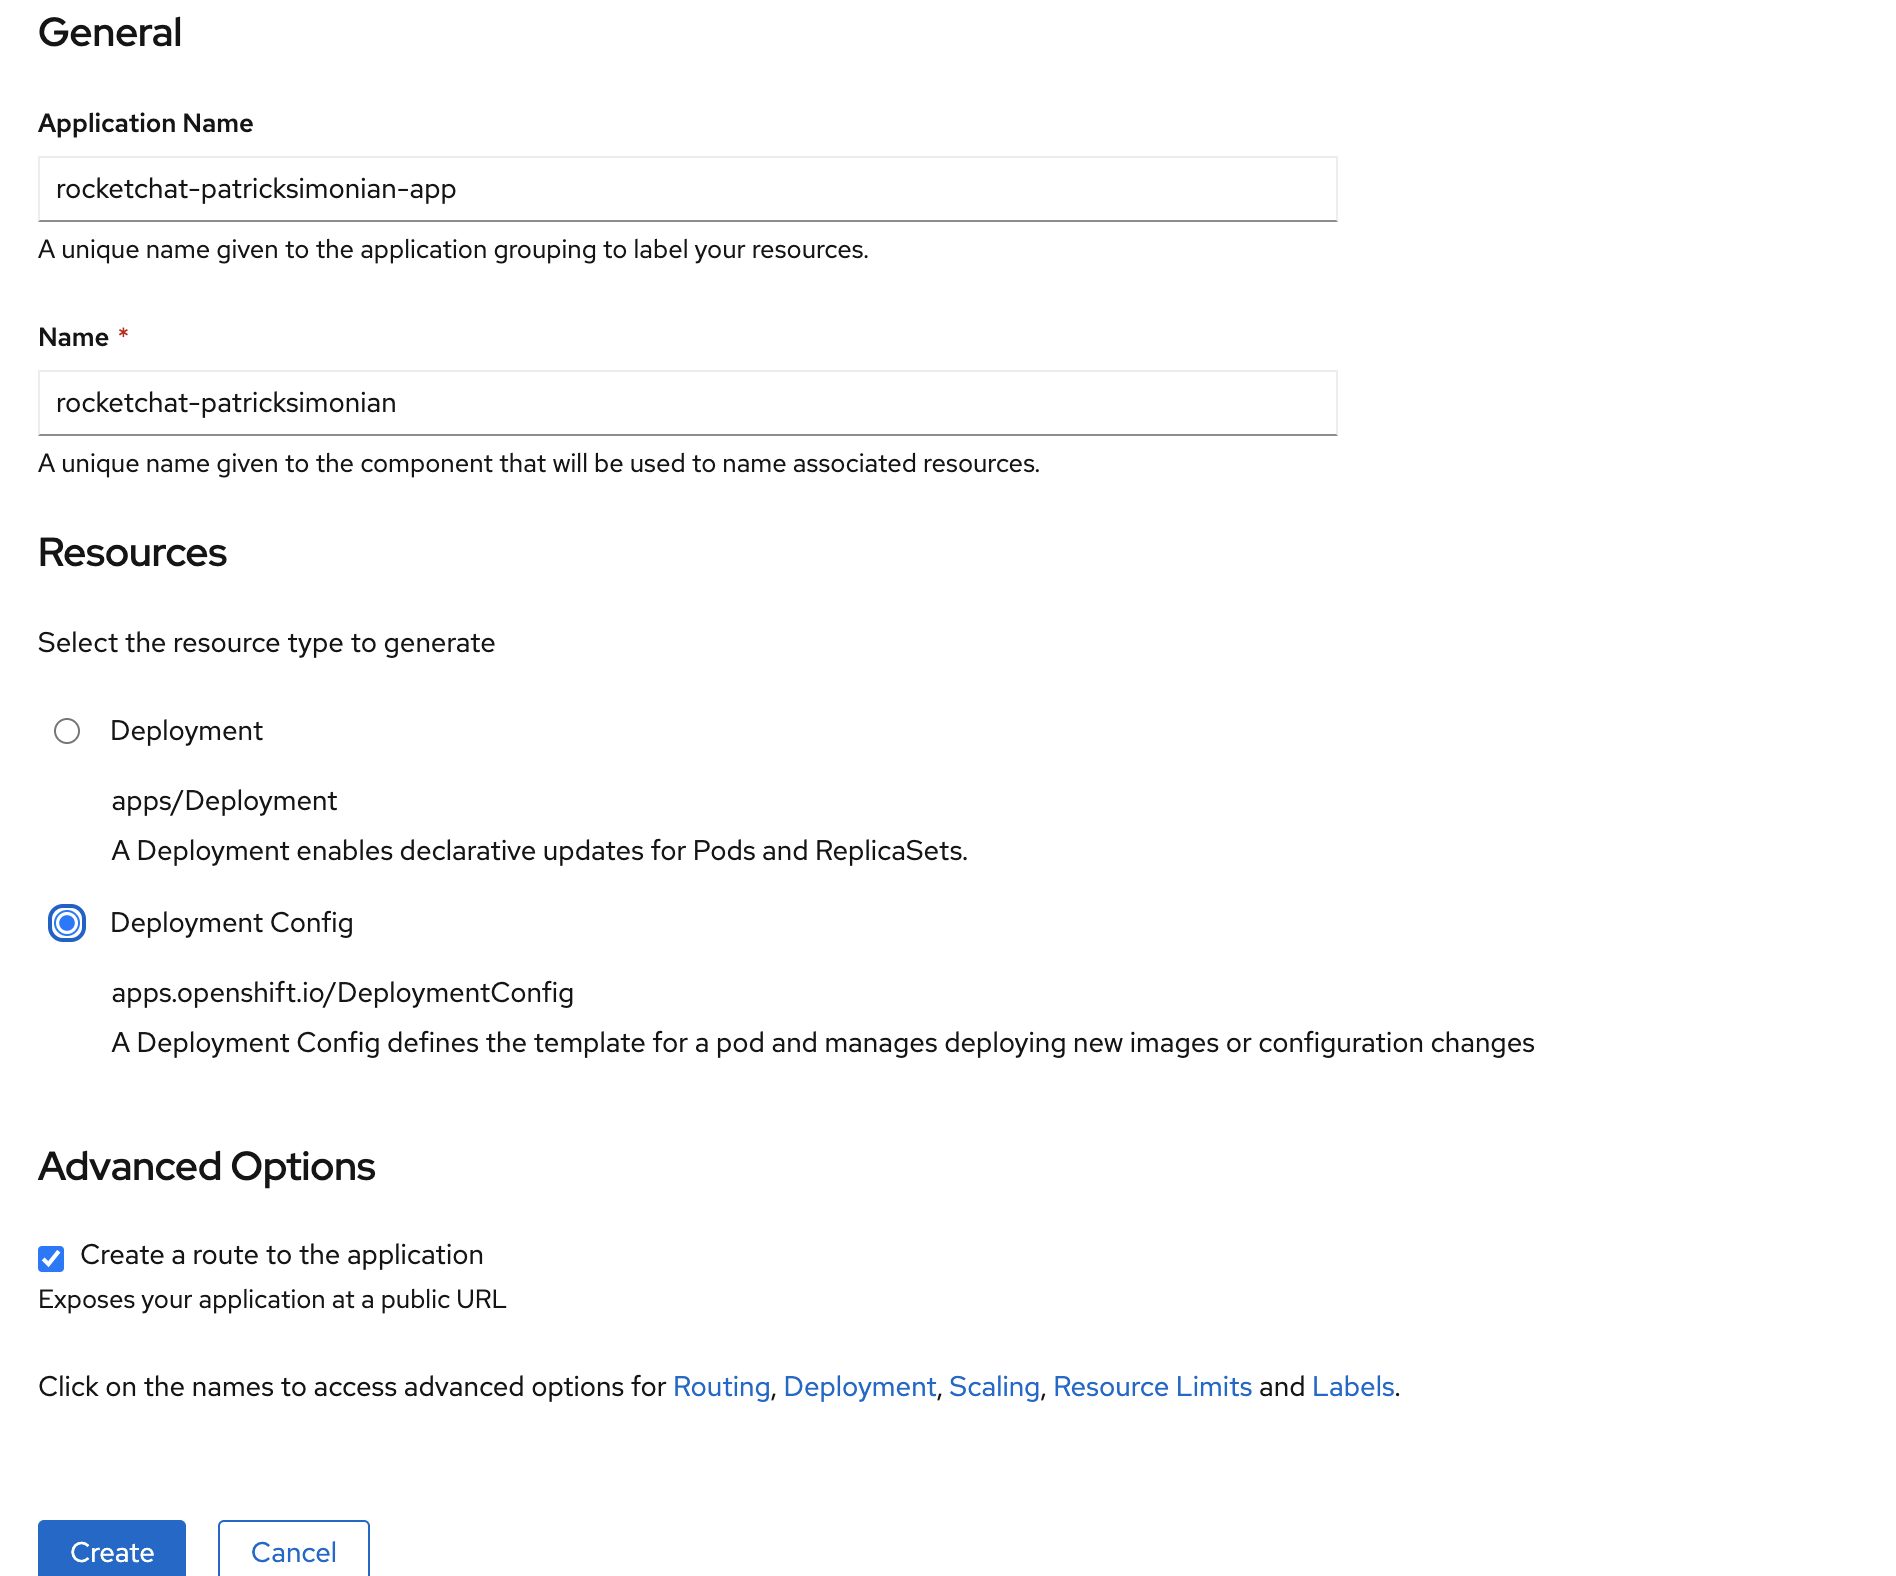 General
Application Name
rocketchat-patricksimonian-app
A unique name given to the application grouping to label your resources.
Name *
rocketchat-patricksimonian
A unique name given to the component that will be used to name associated resources.
Resources
Select the resource type to generate
Deployment
apps/Deployment
A Deployment enables declarative updates for Pods and ReplicaSets.
Deployment Config
apps.openshift.io/DeploymentConfig
A Deployment Config defines the template for a pod and manages deploying new images or configuration changes
Advanced Options
Create a route to the application
Exposes your application at a public URL
Click on the names to access advanced options for Routing, Deployment, Scaling, Resource Limits and Labels.
Create Cancel